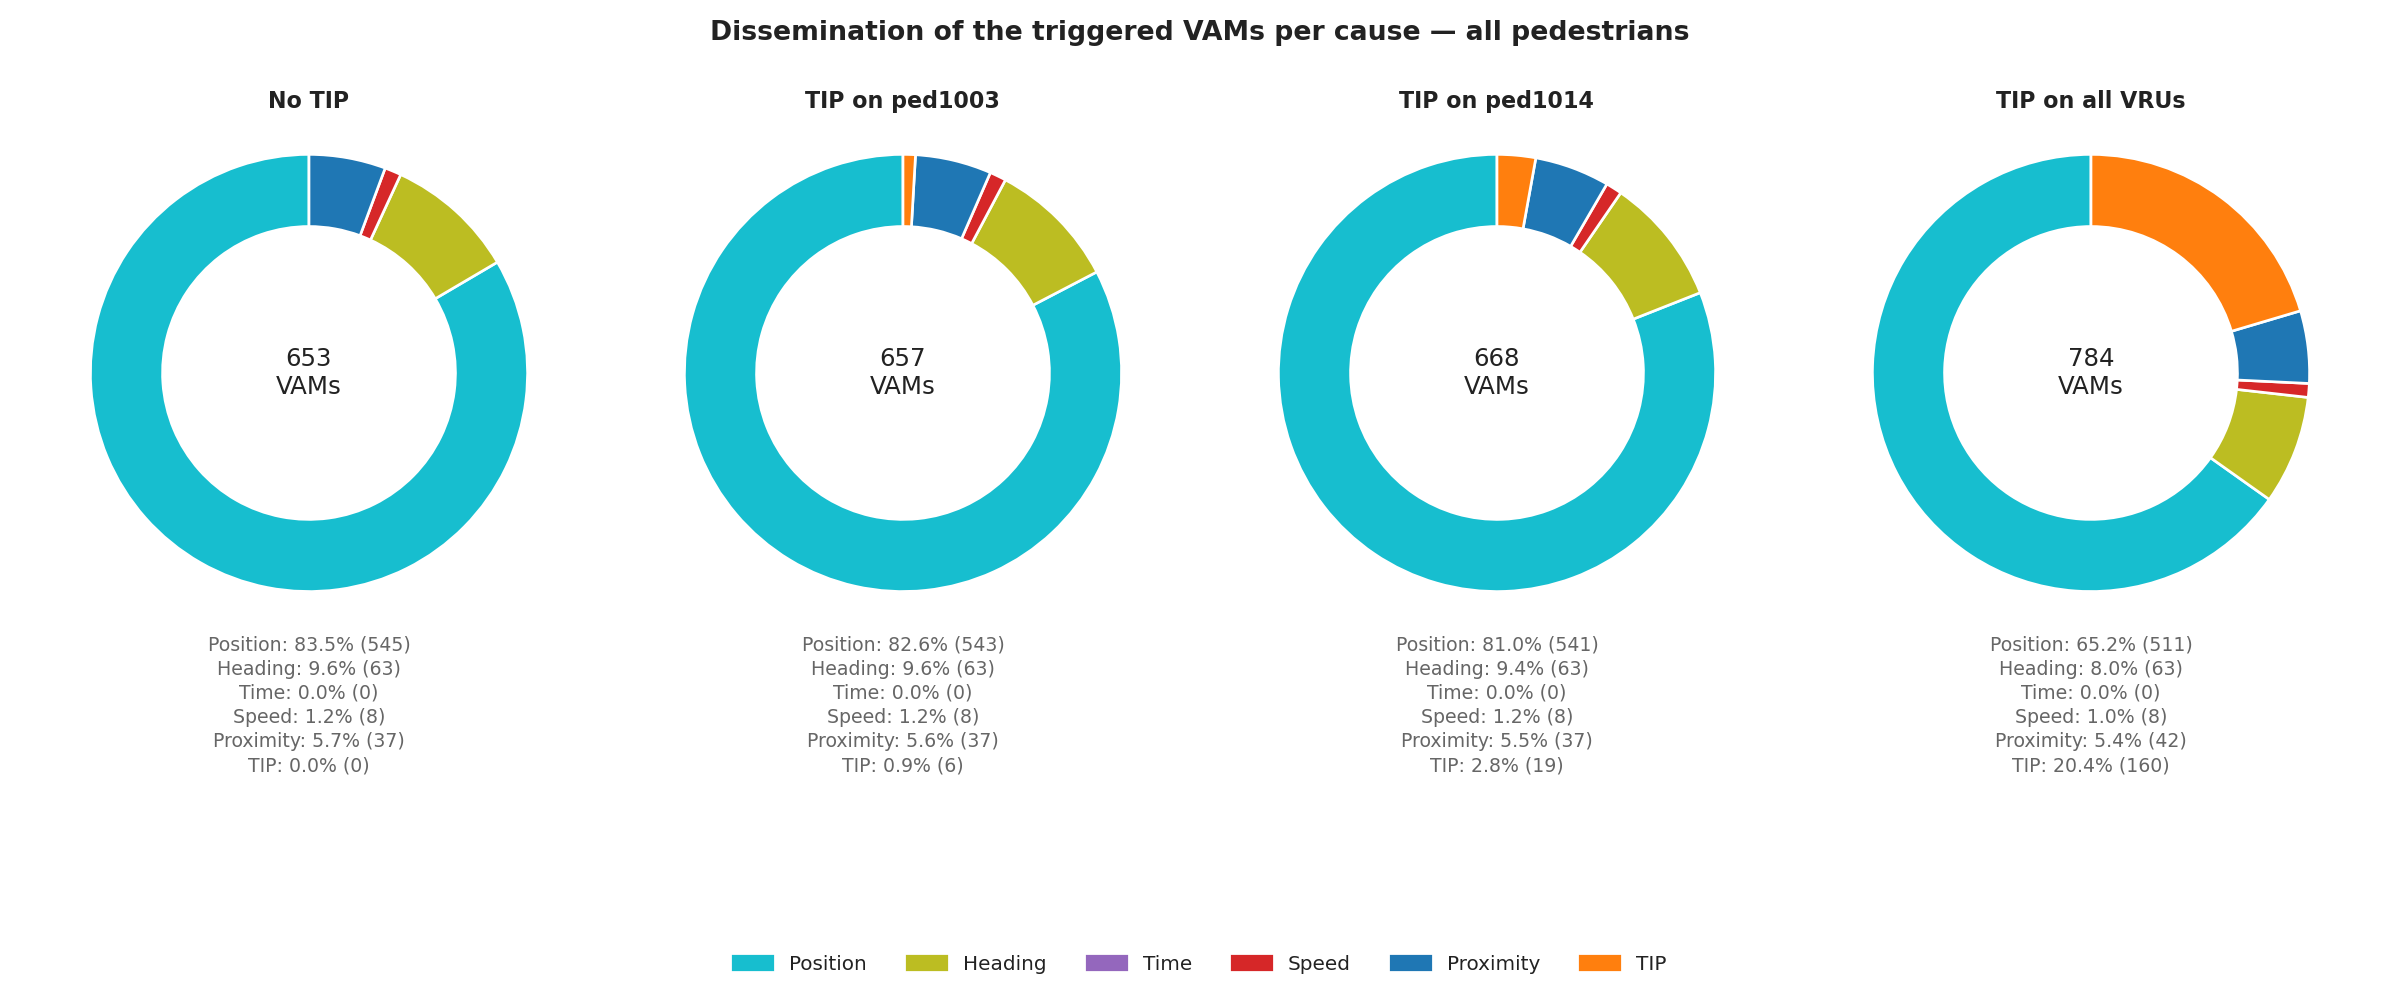 Dissemination of the triggered VAMs per cause — all pedestrians
No TIP
653
VAMs
Position: 83.5% (545)
Heading: 9.6% (63)
Time: 0.0% (0)
Speed: 1.2% (8)
Proximity: 5.7% (37)
TIP: 0.0% (0)
TIP on ped1003
657
VAMs
Position: 82.6% (543)
Heading: 9.6% (63)
Time: 0.0% (0)
Speed: 1.2% (8)
Proximity: 5.6% (37)
TIP: 0.9% (6)
TIP on ped1014
668
VAMs
Position: 81.0% (541)
Heading: 9.4% (63)
Time: 0.0% (0)
Speed: 1.2% (8)
Proximity: 5.5% (37)
TIP: 2.8% (19)
TIP on all VRUs
784
VAMs
Position: 65.2% (511)
Heading: 8.0% (63)
Time: 0.0% (0)
Speed: 1.0% (8)
Proximity: 5.4% (42)
TIP: 20.4% (160)
Position Heading Time Speed Proximity TIP